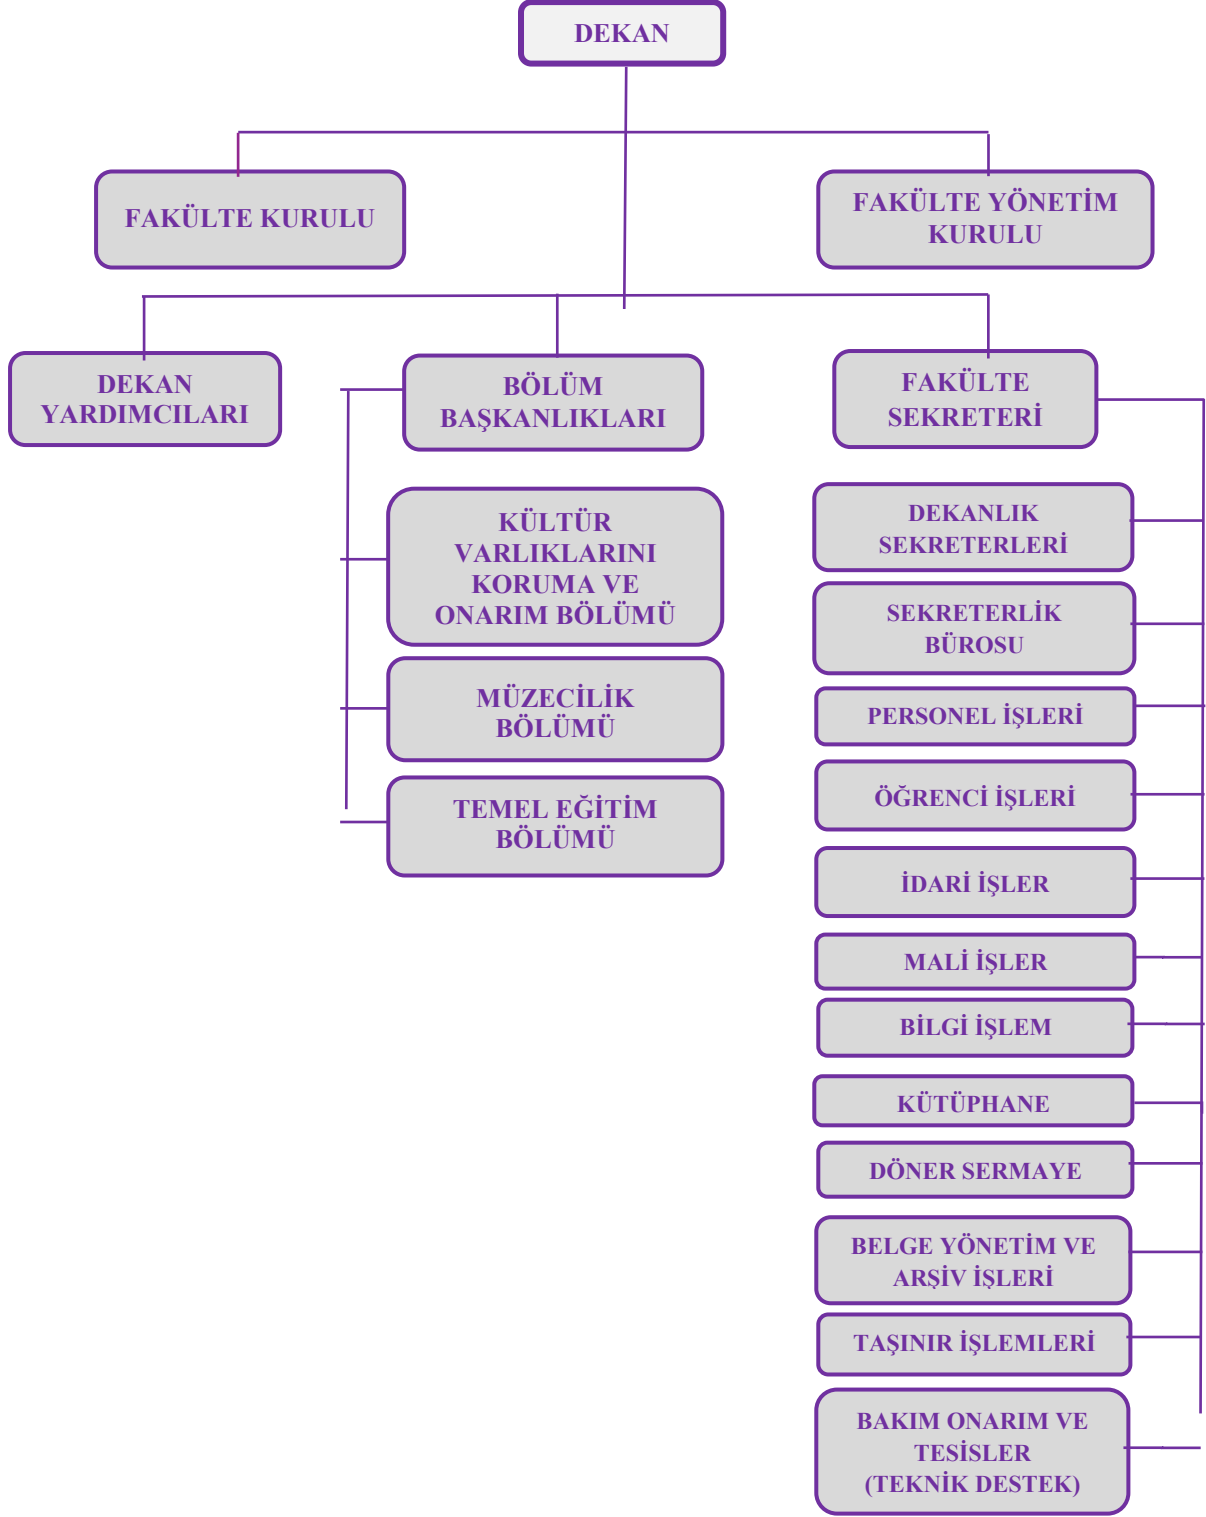 DEKAN
FAKÜLTE KURULU
FAKÜLTE YÖNETİM
KURULU
DEKAN
YARDIMCILARI
BÖLÜM
BAŞKANLIKLARI
FAKÜLTE
SEKRETERİ
KÜLTÜR
VARLIKLARINI
KORUMA VE
ONARIM BÖLÜMÜ
MÜZECİLİK
BÖLÜMÜ
TEMEL EĞİTİM
BÖLÜMÜ
DEKANLIK
SEKRETERLERİ
SEKRETERLİK
BÜROSU
PERSONEL İŞLERİ
ÖĞRENCİ İŞLERİ
İDARİ İŞLER
MALİ İŞLER
BİLGİ İŞLEM
KÜTÜPHANE
DÖNER SERMAYE
BELGE YÖNETİM VE
ARŞİV İŞLERİ
TAŞINIR İŞLEMLERİ
BAKIM ONARIM VE
TESİSLER
(TEKNİK DESTEK)